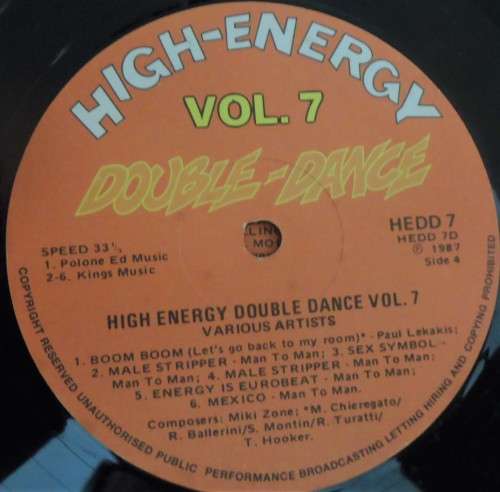 HIGH-ENERGY
VOL. 7
DOUBLE-DANCE
SPEED 33⅓
1. Polone Ed Music
2-6. Kings Music
HEDD 7
HEDD 7D
℗ 1987
Side 4
HIGH ENERGY DOUBLE DANCE VOL. 7
VARIOUS ARTISTS
1. BOOM BOOM (Let's go back to my room)* - Paul Lekakis;
2. MALE STRIPPER - Man To Man; 3. SEX SYMBOL -
Man To Man; 4. MALE STRIPPER - Man To Man;
5. ENERGY IS EUROBEAT - Man To Man;
6. MEXICO - Man To Man.
Composers: Miki Zone; *M. Chieregato/
R. Ballerini/S. Montin/R. Turatti/
T. Hooker.
COPYRIGHT RESERVED UNAUTHORISED PUBLIC PERFORMANCE BROADCASTING LETTING HIRING AND COPYING PROHIBITED